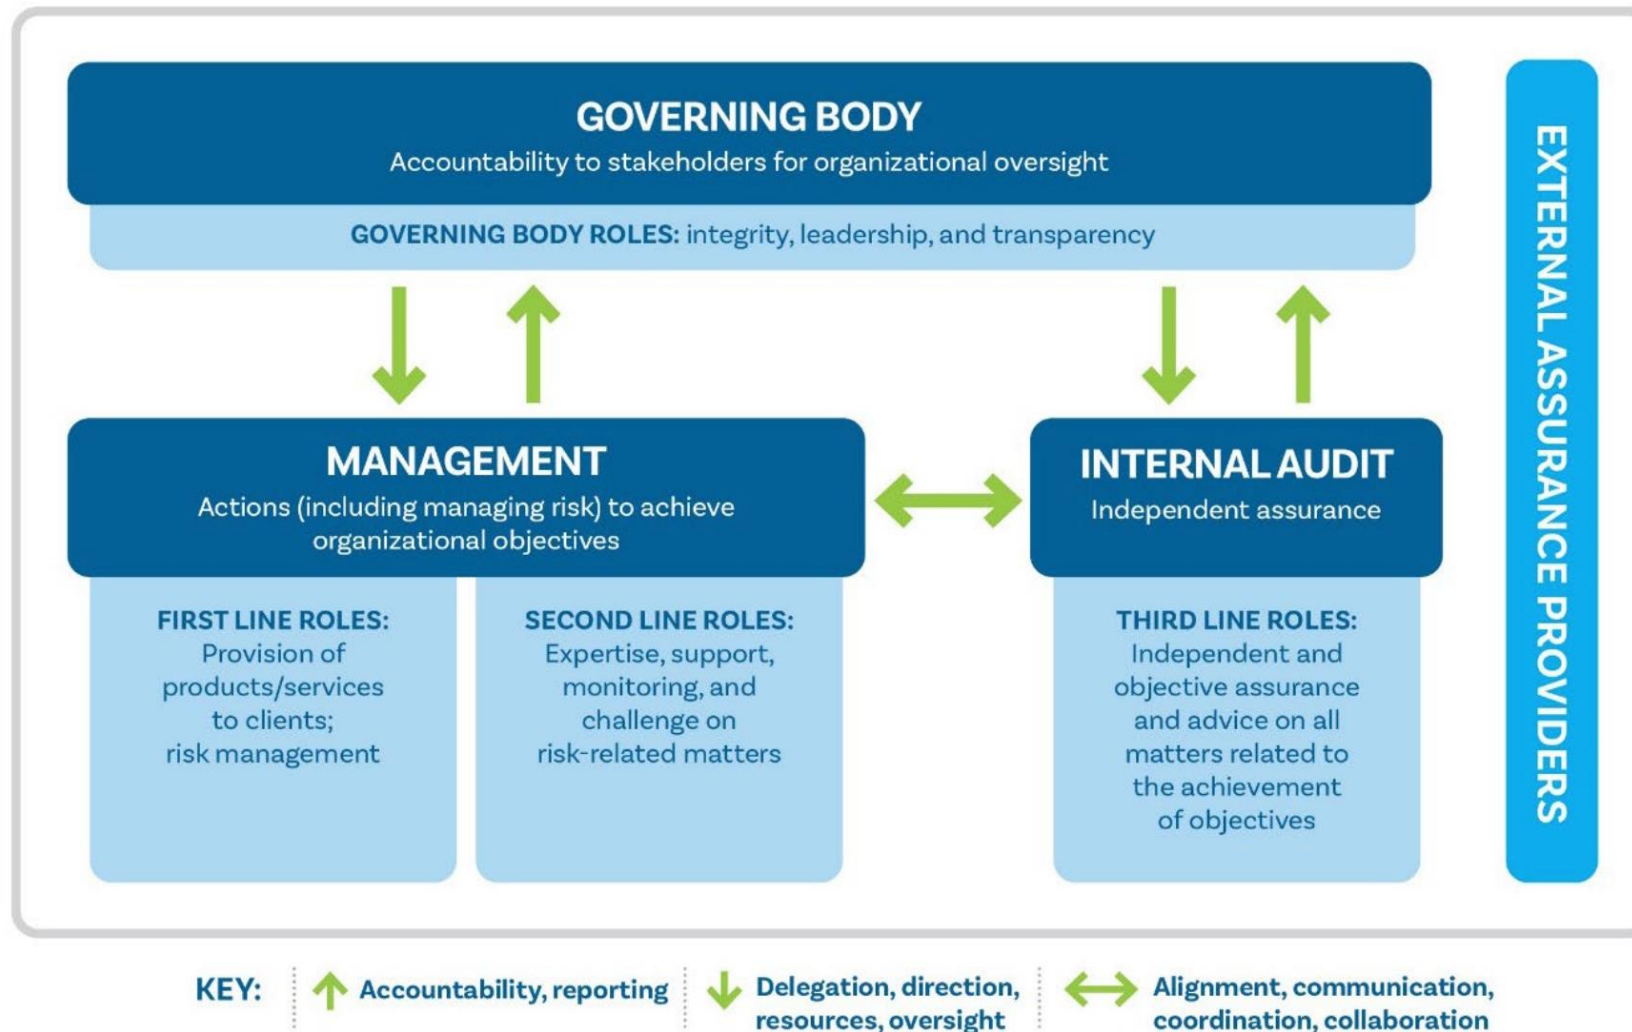 GOVERNING BODY
Accountability to stakeholders for organizational oversight
GOVERNING BODY ROLES: integrity, leadership, and transparency
MANAGEMENT
Actions (including managing risk) to achieve
organizational objectives
INTERNAL AUDIT
Independent assurance
FIRST LINE ROLES:
Provision of
products/services
to clients;
risk management
SECOND LINE ROLES:
Expertise, support,
monitoring, and
challenge on
risk-related matters
THIRD LINE ROLES:
Independent and
objective assurance
and advice on all
matters related to
the achievement
of objectives
EXTERNAL ASSURANCE PROVIDERS
KEY:
Accountability, reporting
Delegation, direction,
resources, oversight
Alignment, communication,
coordination, collaboration